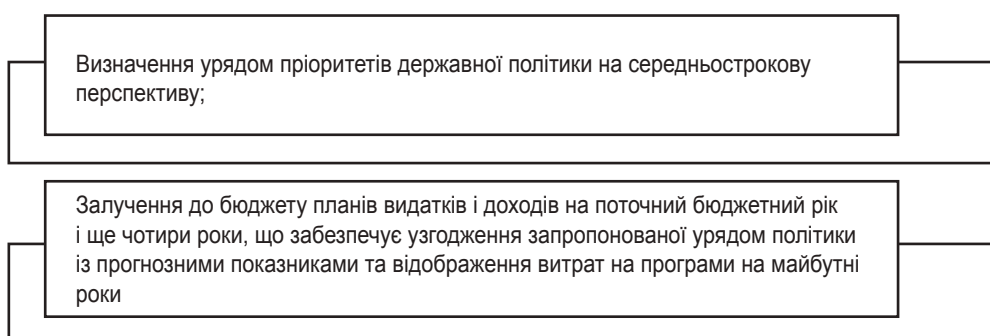 Визначення урядом пріоритетів державної політики на середньострокову
перспективу;
Залучення до бюджету планів видатків і доходів на поточний бюджетний рік
і ще чотири роки, що забезпечує узгодження запропонованої урядом політики
із прогнозними показниками та відображення витрат на програми на майбутні
роки